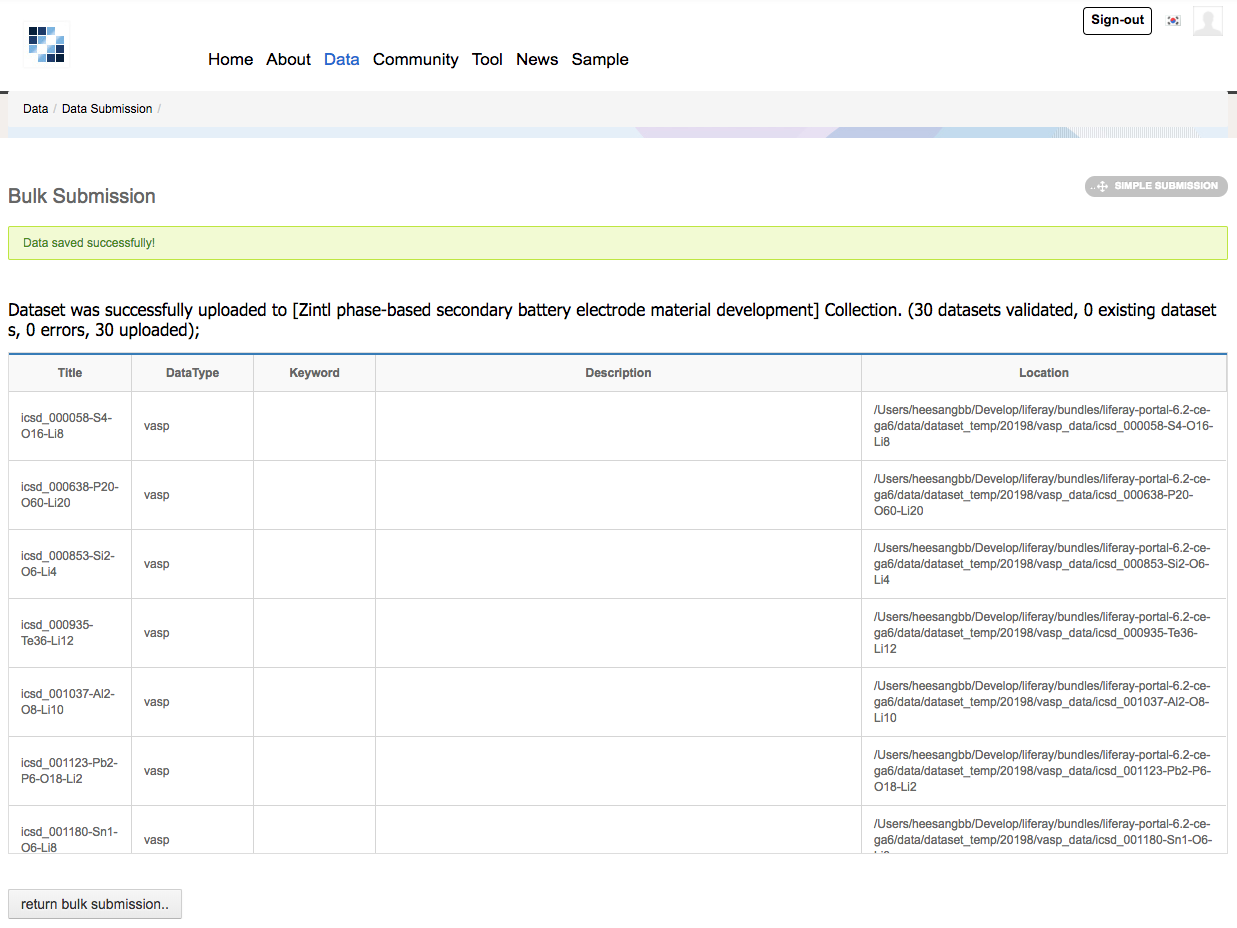 Sign-out
Home About Data Community Tool News Sample
Data / Data Submission /
Bulk Submission
SIMPLE SUBMISSION
Data saved successfully!
Dataset was successfully uploaded to [Zintl phase-based secondary battery electrode material development] Collection. (30 datasets validated, 0 existing dataset
s, 0 errors, 30 uploaded);
Title DataType Keyword Description Location
icsd_000058-S4-
O16-Li8
vasp
/Users/heesangbb/Develop/liferay/bundles/liferay-portal-6.2-ce-
ga6/data/dataset_temp/20198/vasp_data/icsd_000058-S4-O16-
Li8
icsd_000638-P20-
O60-Li20
vasp
/Users/heesangbb/Develop/liferay/bundles/liferay-portal-6.2-ce-
ga6/data/dataset_temp/20198/vasp_data/icsd_000638-P20-
O60-Li20
icsd_000853-Si2-
O6-Li4
vasp
/Users/heesangbb/Develop/liferay/bundles/liferay-portal-6.2-ce-
ga6/data/dataset_temp/20198/vasp_data/icsd_000853-Si2-O6-
Li4
icsd_000935-
Te36-Li12
vasp
/Users/heesangbb/Develop/liferay/bundles/liferay-portal-6.2-ce-
ga6/data/dataset_temp/20198/vasp_data/icsd_000935-Te36-
Li12
icsd_001037-Al2-
O8-Li10
vasp
/Users/heesangbb/Develop/liferay/bundles/liferay-portal-6.2-ce-
ga6/data/dataset_temp/20198/vasp_data/icsd_001037-Al2-O8-
Li10
icsd_001123-Pb2-
P6-O18-Li2
vasp
/Users/heesangbb/Develop/liferay/bundles/liferay-portal-6.2-ce-
ga6/data/dataset_temp/20198/vasp_data/icsd_001123-Pb2-P6-
O18-Li2
icsd_001180-Sn1-
O6-Li8
vasp
/Users/heesangbb/Develop/liferay/bundles/liferay-portal-6.2-ce-
ga6/data/dataset_temp/20198/vasp_data/icsd_001180-Sn1-O6-
return bulk submission..